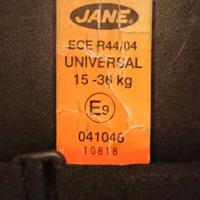 JANE
ECE R44/04
UNIVERSAL
15-36 kg
E9
041046
10818